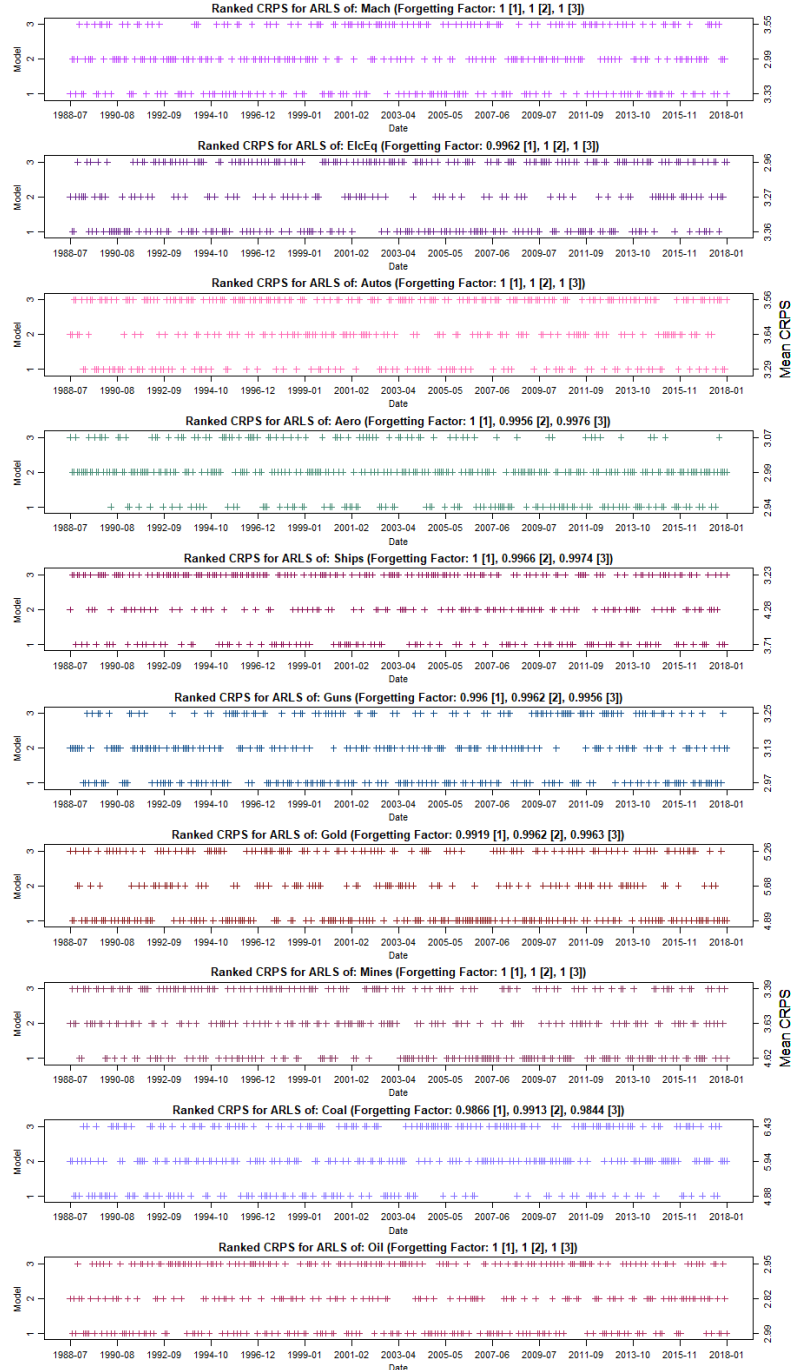 Ranked CRPS for ARLS of: Mach (Forgetting Factor: 1 [1], 1 [2], 1 [3])
Model
3 3.55
2 2.99
1 3.33
1988-07 1990-08 1992-09 1994-10 1996-12 1999-01 2001-02 2003-04 2005-05 2007-06 2009-07 2011-09 2013-10 2015-11 2018-01
Date
Ranked CRPS for ARLS of: ElcEq (Forgetting Factor: 0.9962 [1], 1 [2], 1 [3])
Model
3 2.96
2 3.27
1 3.36
1988-07 1990-08 1992-09 1994-10 1996-12 1999-01 2001-02 2003-04 2005-05 2007-06 2009-07 2011-09 2013-10 2015-11 2018-01
Date
Ranked CRPS for ARLS of: Autos (Forgetting Factor: 1 [1], 1 [2], 1 [3])
Model
3 3.56
2 3.64
1 3.29
Mean CRPS
1988-07 1990-08 1992-09 1994-10 1996-12 1999-01 2001-02 2003-04 2005-05 2007-06 2009-07 2011-09 2013-10 2015-11 2018-01
Date
Ranked CRPS for ARLS of: Aero (Forgetting Factor: 1 [1], 0.9956 [2], 0.9976 [3])
Model
3 3.07
2 2.99
1 2.94
1988-07 1990-08 1992-09 1994-10 1996-12 1999-01 2001-02 2003-04 2005-05 2007-06 2009-07 2011-09 2013-10 2015-11 2018-01
Date
Ranked CRPS for ARLS of: Ships (Forgetting Factor: 1 [1], 0.9966 [2], 0.9974 [3])
Model
3 3.23
2 4.28
1 3.71
1988-07 1990-08 1992-09 1994-10 1996-12 1999-01 2001-02 2003-04 2005-05 2007-06 2009-07 2011-09 2013-10 2015-11 2018-01
Date
Ranked CRPS for ARLS of: Guns (Forgetting Factor: 0.996 [1], 0.9962 [2], 0.9956 [3])
Model
3 3.25
2 3.13
1 2.97
1988-07 1990-08 1992-09 1994-10 1996-12 1999-01 2001-02 2003-04 2005-05 2007-06 2009-07 2011-09 2013-10 2015-11 2018-01
Date
Ranked CRPS for ARLS of: Gold (Forgetting Factor: 0.9919 [1], 0.9962 [2], 0.9963 [3])
Model
3 5.26
2 5.68
1 4.89
1988-07 1990-08 1992-09 1994-10 1996-12 1999-01 2001-02 2003-04 2005-05 2007-06 2009-07 2011-09 2013-10 2015-11 2018-01
Date
Ranked CRPS for ARLS of: Mines (Forgetting Factor: 1 [1], 1 [2], 1 [3])
Model
3 3.39
2 3.63
1 4.62
Mean CRPS
1988-07 1990-08 1992-09 1994-10 1996-12 1999-01 2001-02 2003-04 2005-05 2007-06 2009-07 2011-09 2013-10 2015-11 2018-01
Date
Ranked CRPS for ARLS of: Coal (Forgetting Factor: 0.9866 [1], 0.9913 [2], 0.9844 [3])
Model
3 6.43
2 5.94
1 4.88
1988-07 1990-08 1992-09 1994-10 1996-12 1999-01 2001-02 2003-04 2005-05 2007-06 2009-07 2011-09 2013-10 2015-11 2018-01
Date
Ranked CRPS for ARLS of: Oil (Forgetting Factor: 1 [1], 1 [2], 1 [3])
Model
3 2.95
2 2.82
1 2.99
1988-07 1990-08 1992-09 1994-10 1996-12 1999-01 2001-02 2003-04 2005-05 2007-06 2009-07 2011-09 2013-10 2015-11 2018-01
Date